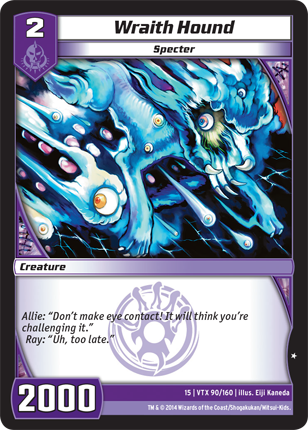 2
Wraith Hound
Specter
Creature
Allie: “Don’t make eye contact! It will think you’re
challenging it.”
Ray: “Uh, too late.”
2000
15 | VTX 90/160 | illus. Eiji Kaneda
TM & © 2014 Wizards of the Coast/Shogakukan/Mitsui-Kids.